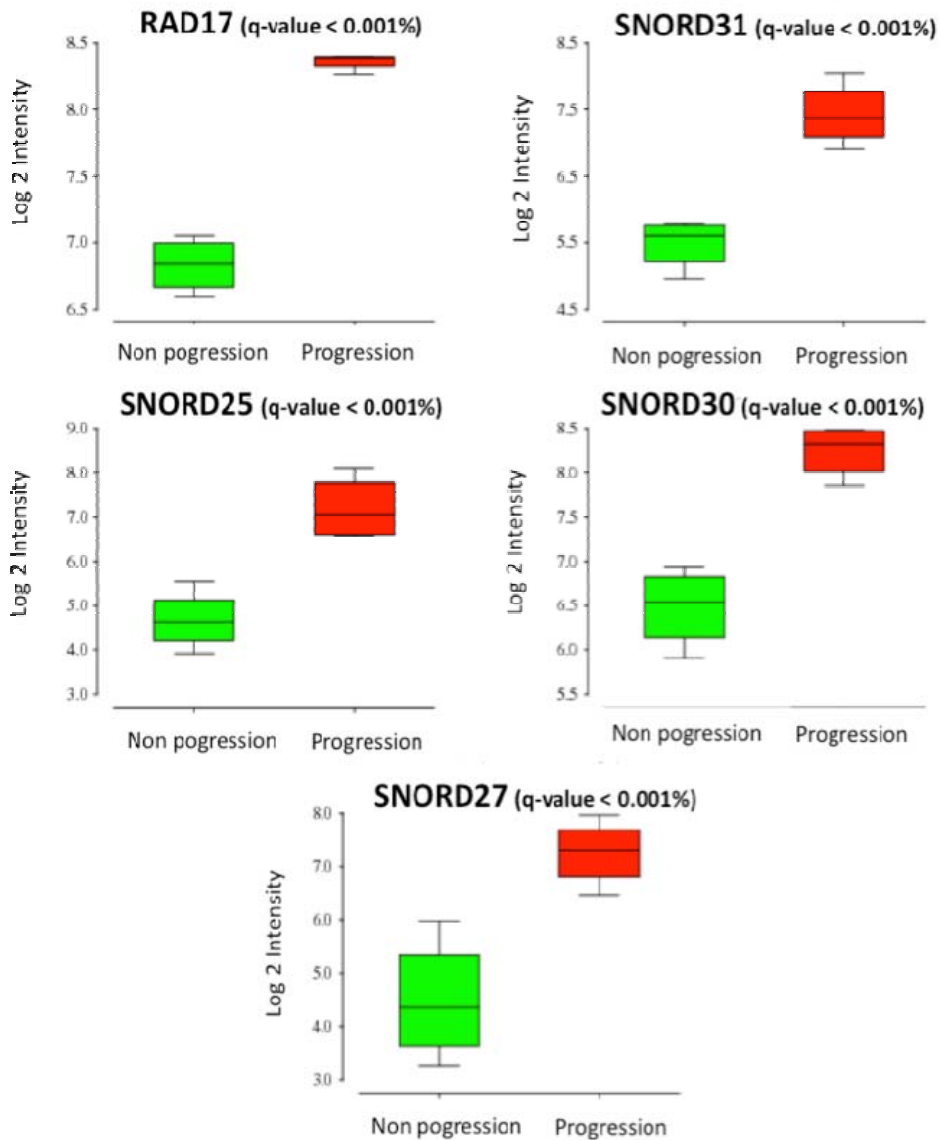 RAD17 (q-value < 0.001%)
Log 2 Intensity
8.5
8.0
7.5
7.0
6.5
Non pogression Progression
SNORD31 (q-value < 0.001%)
Log 2 Intensity
8.5
7.5
6.5
5.5
4.5
Non pogression Progression
SNORD25 (q-value < 0.001%)
Log 2 Intensity
9.0
8.0
7.0
6.0
5.0
4.0
3.0
Non pogression Progression
SNORD30 (q-value < 0.001%)
Log 2 Intensity
8.5
8.0
7.5
7.0
6.5
6.0
5.5
Non pogression Progression
SNORD27 (q-value < 0.001%)
Log 2 Intensity
8.0
7.0
6.0
5.0
4.0
3.0
Non pogression Progression